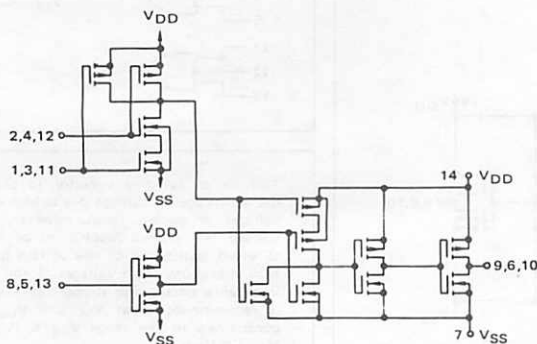 VDD
2,4,12
1,3,11
VSS
VDD
8,5,13
VSS
14 VDD
9,6,10
7 VSS